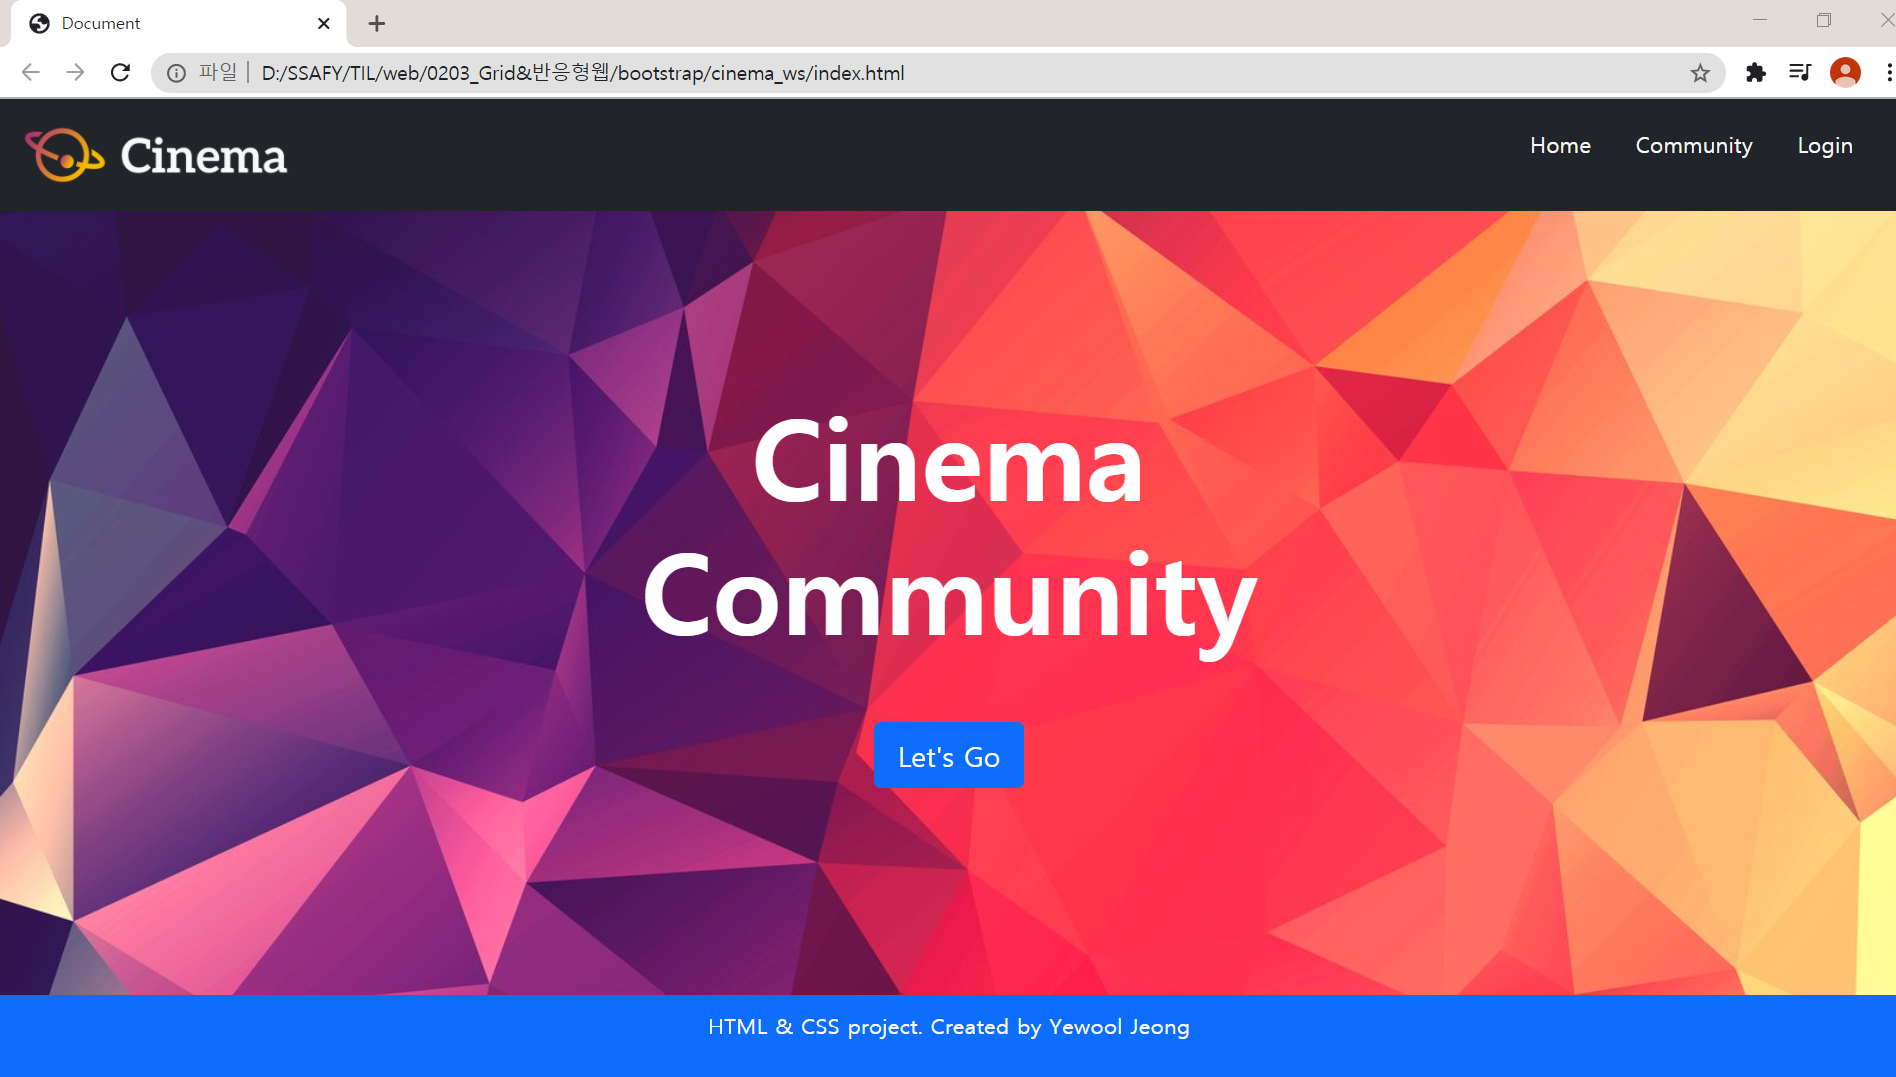 Document
파일 D:/SSAFY/TIL/web/0203_Grid&반응형웹/bootstrap/cinema_ws/index.html
Cinema
Home Community Login
Cinema
Community
Let's Go
HTML & CSS project. Created by Yewool Jeong